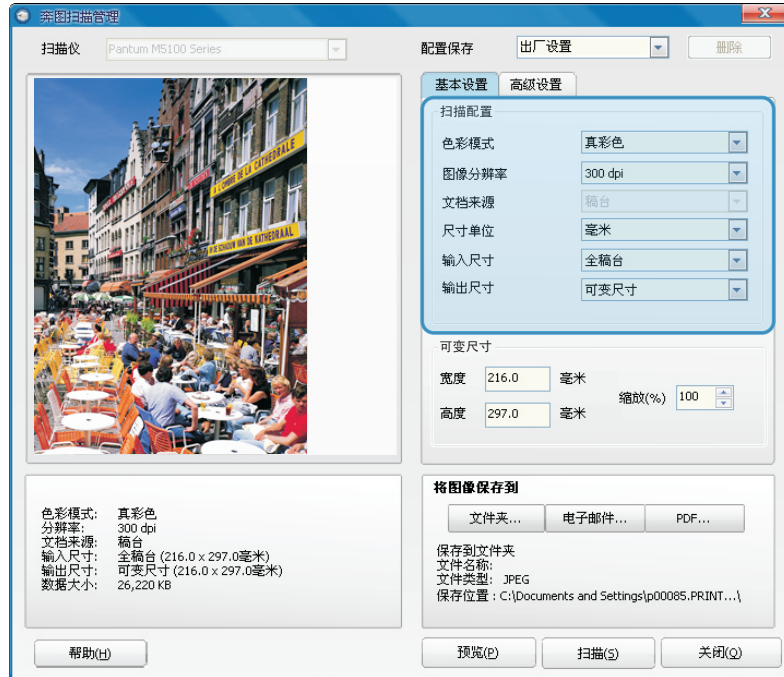 奔图扫描管理
扫描仪 Pantum M5100 Series
配置保存 出厂设置 删除
基本设置 高级设置
扫描配置
色彩模式 真彩色
图像分辨率 300 dpi
文档来源 稿台
尺寸单位 毫米
输入尺寸 全稿台
输出尺寸 可变尺寸
可变尺寸
宽度 216.0 毫米
高度 297.0 毫米
缩放(%) 100
A L'OMBRE DE LA CATHEDRALE
IN DE SCHADUW VAN DE KATHEDRAAL
色彩模式: 真彩色
分辨率: 300 dpi
文档来源: 稿台
输入尺寸: 全稿台 (216.0 x 297.0毫米)
输出尺寸: 可变尺寸 (216.0 x 297.0毫米)
数据大小: 26,220 KB
将图像保存到
文件夹... 电子邮件... PDF...
保存到文件夹
文件名称:
文件类型: JPEG
保存位置 : C:\Documents and Settings\p00085.PRINT...\
帮助(H) 预览(P) 扫描(S) 关闭(Q)